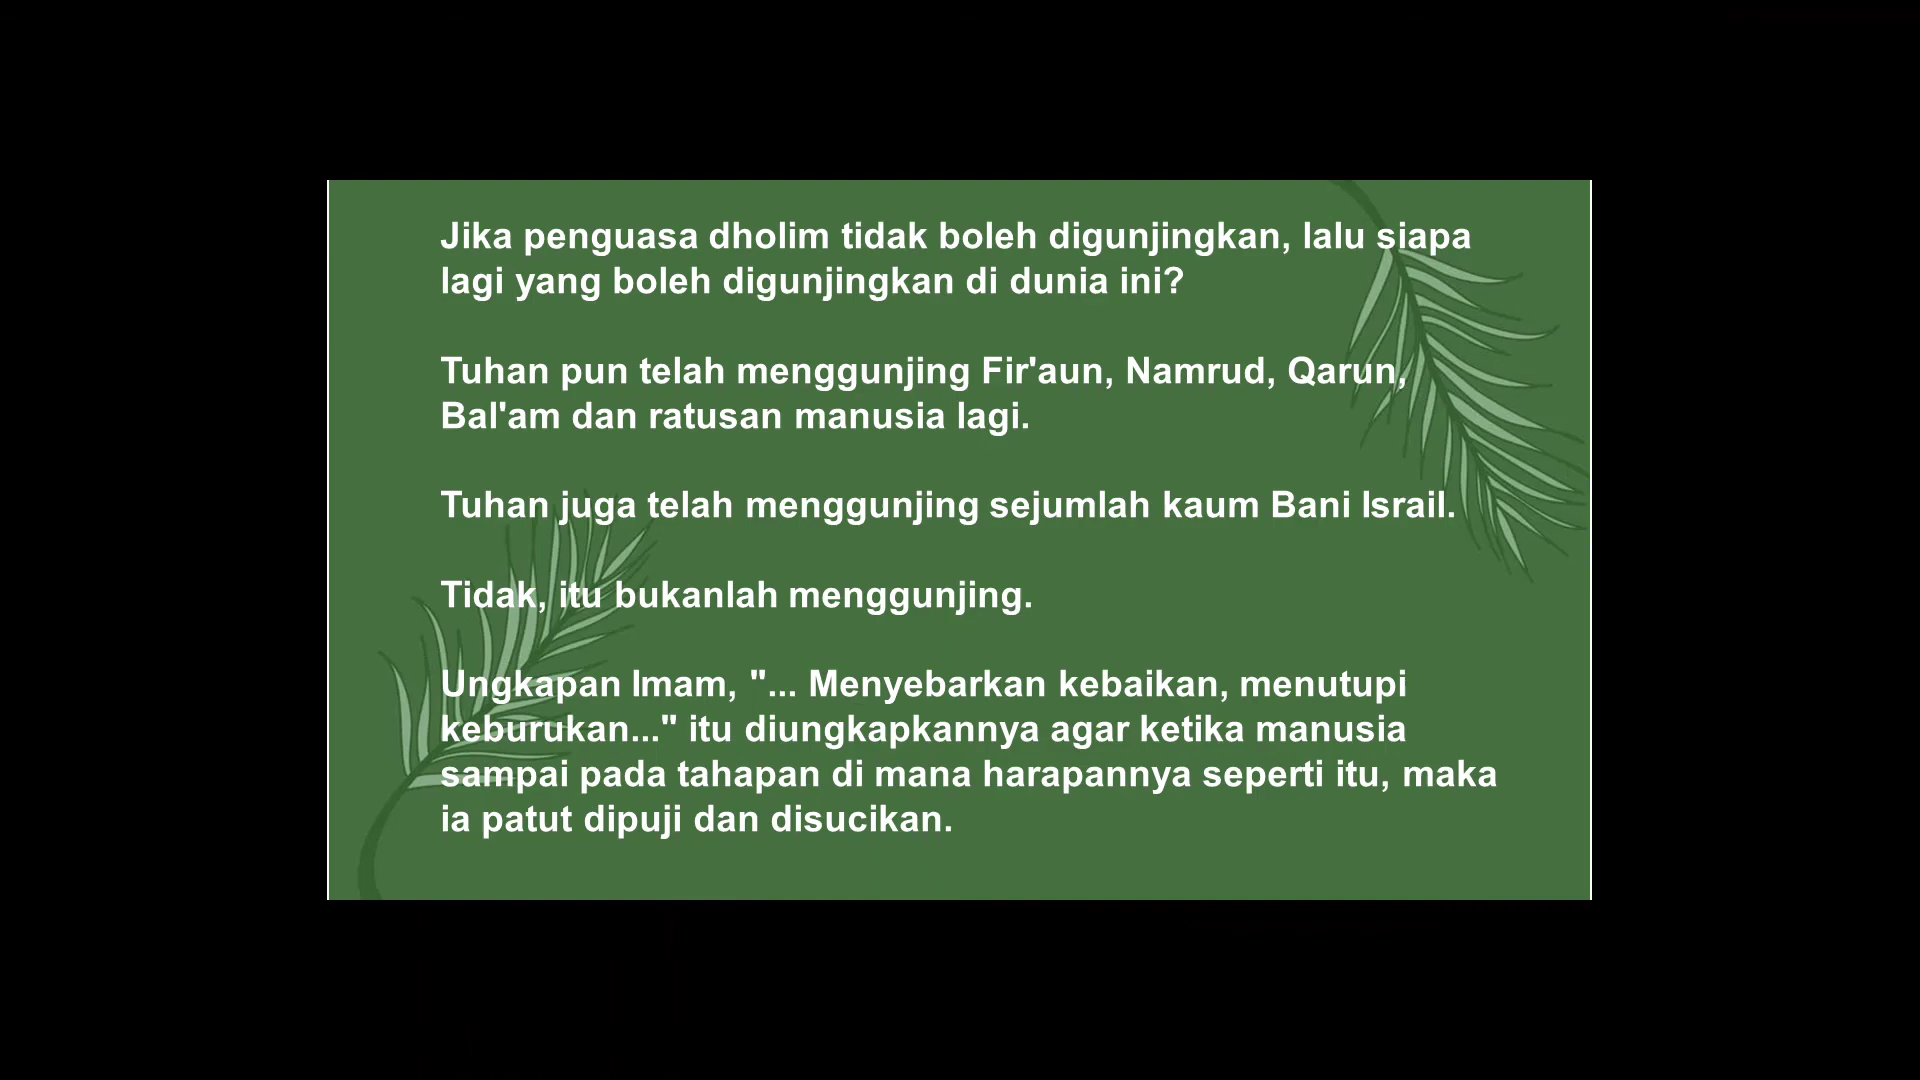 Jika penguasa dholim tidak boleh digunjingkan, lalu siapa
lagi yang boleh digunjingkan di dunia ini?
Tuhan pun telah menggunjing Fir'aun, Namrud, Qarun,
Bal'am dan ratusan manusia lagi.
Tuhan juga telah menggunjing sejumlah kaum Bani Israil.
Tidak, itu bukanlah menggunjing.
Ungkapan Imam, "... Menyebarkan kebaikan, menutupi
keburukan..." itu diungkapkannya agar ketika manusia
sampai pada tahapan di mana harapannya seperti itu, maka
ia patut dipuji dan disucikan.